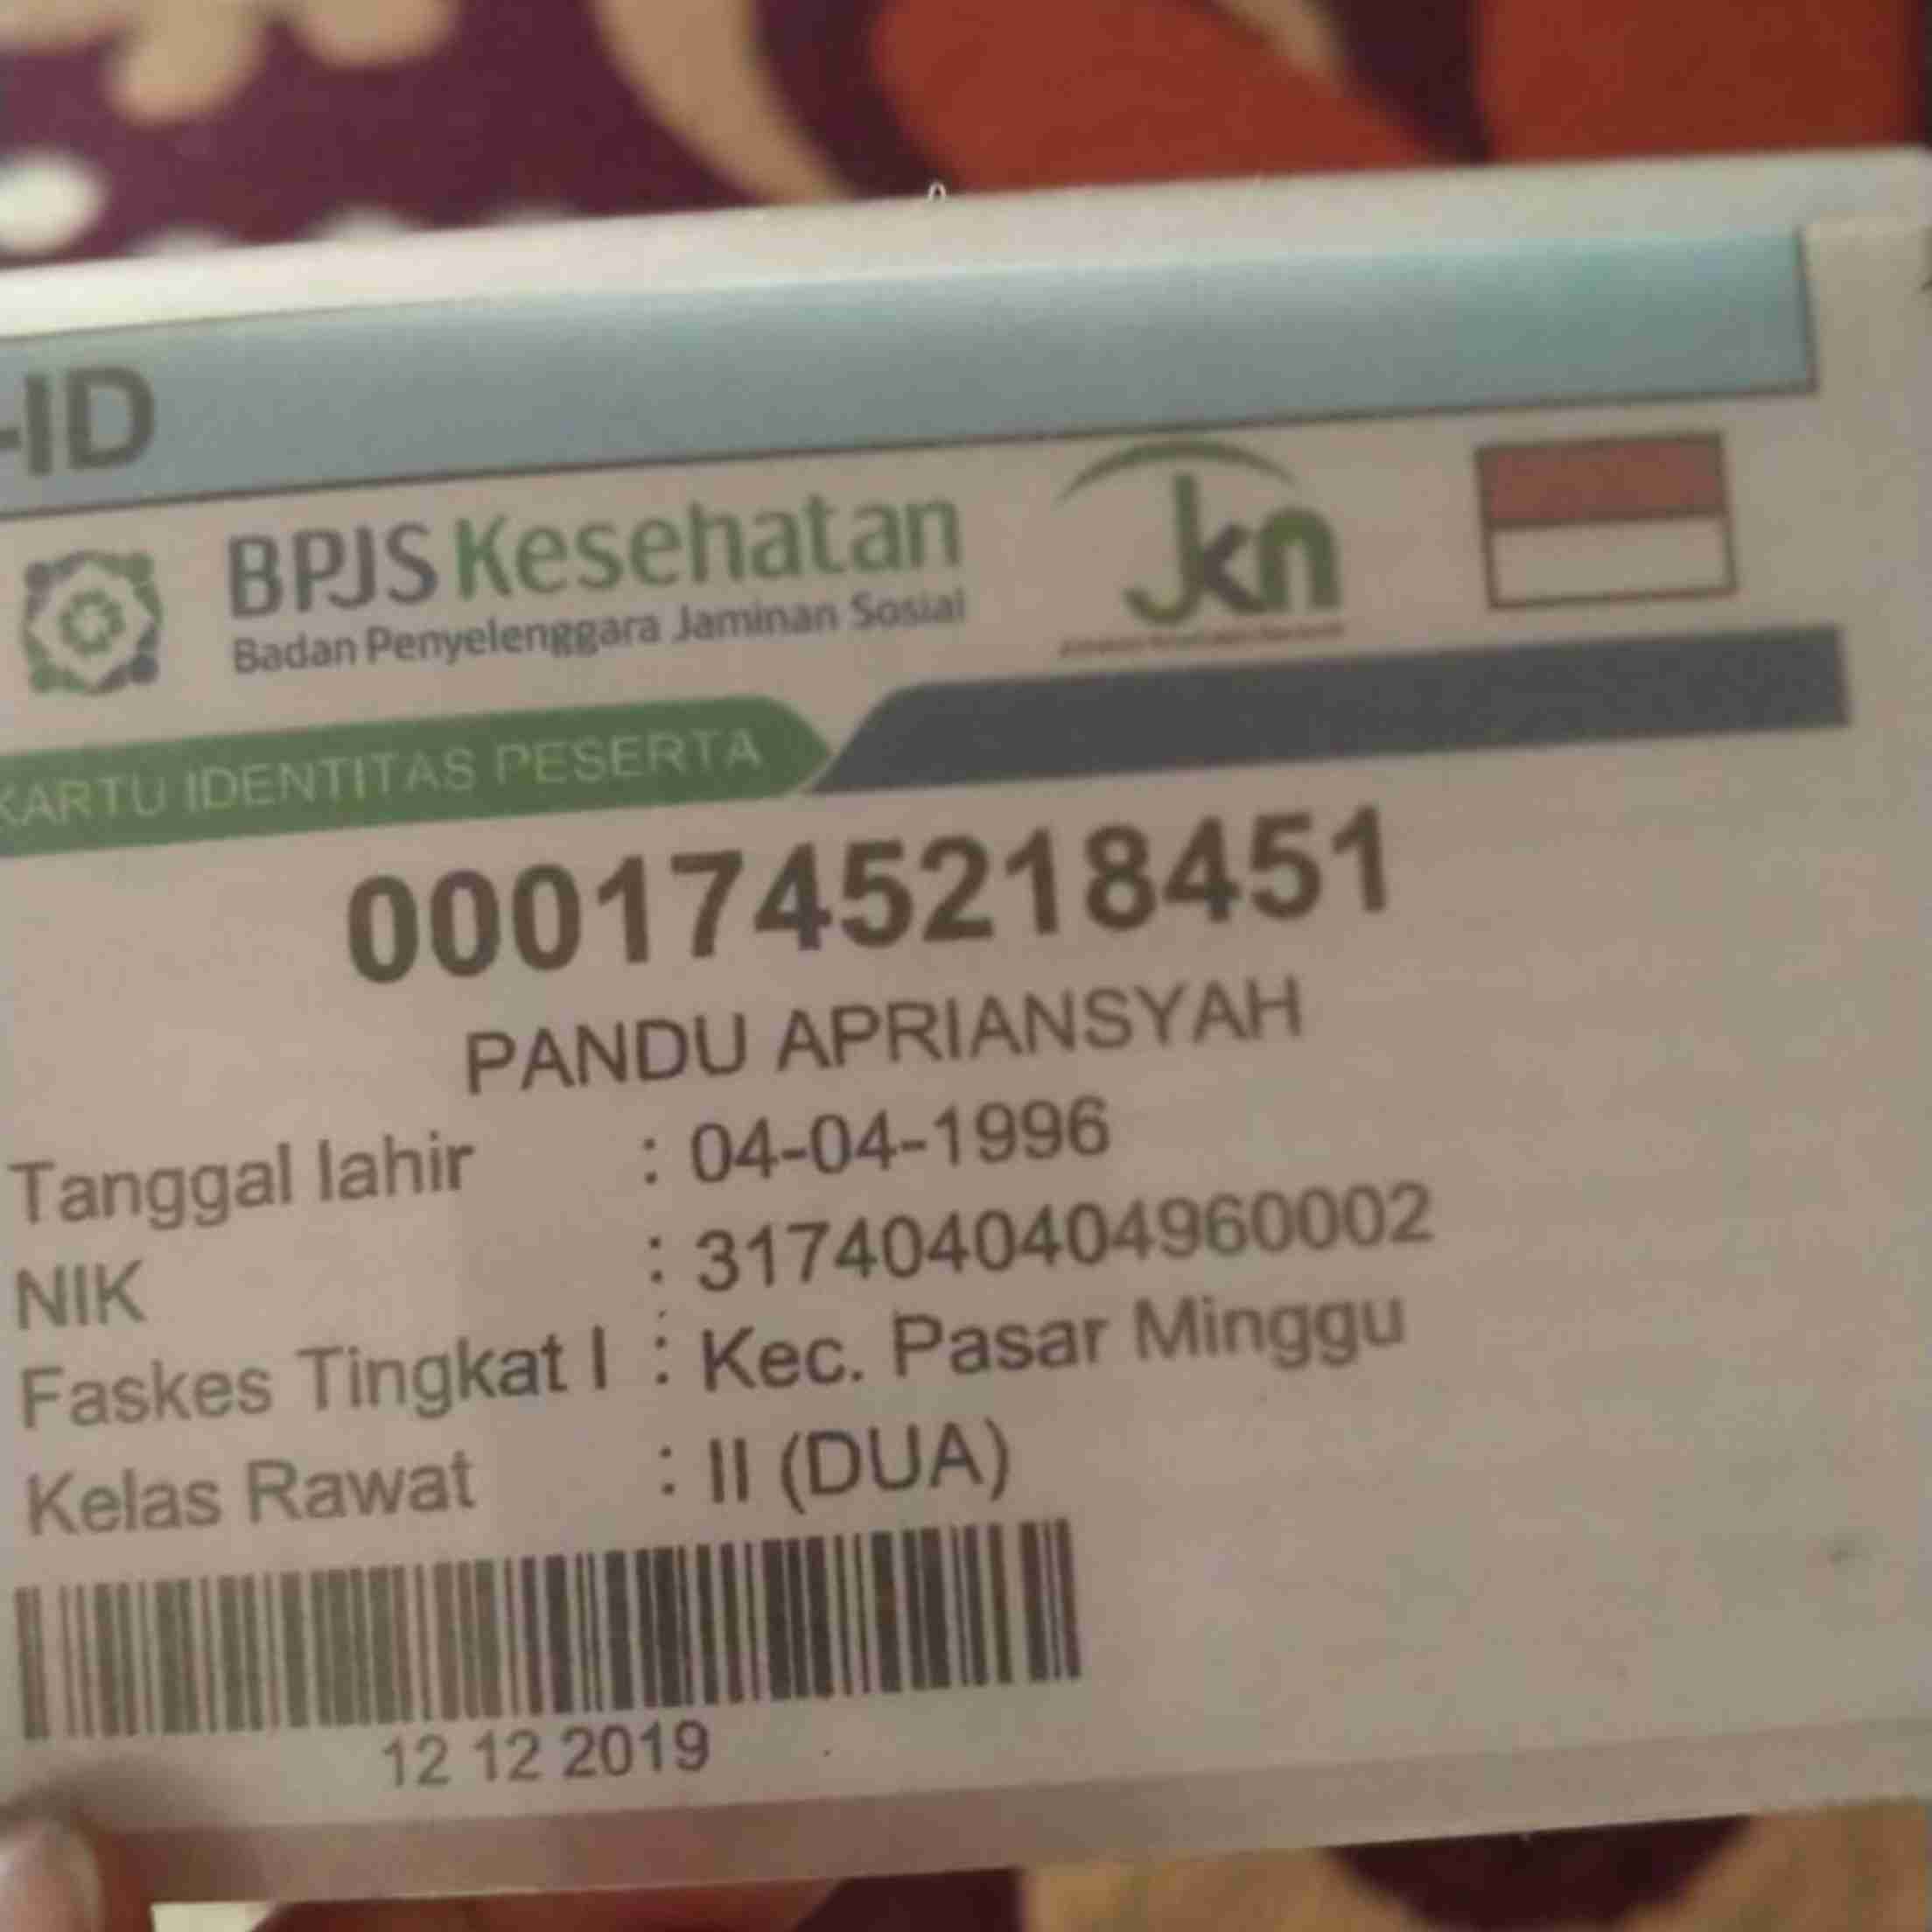 -ID
BPJS Kesehatan
Badan Penyelenggara Jaminan Sosial
Jkn
KARTU IDENTITAS PESERTA
0001745218451
PANDU APRIANSYAH
Tanggal lahir : 04-04-1996
NIK : 3174040404960002
Faskes Tingkat I : Kec. Pasar Minggu
Kelas Rawat : II (DUA)
12 12 2019